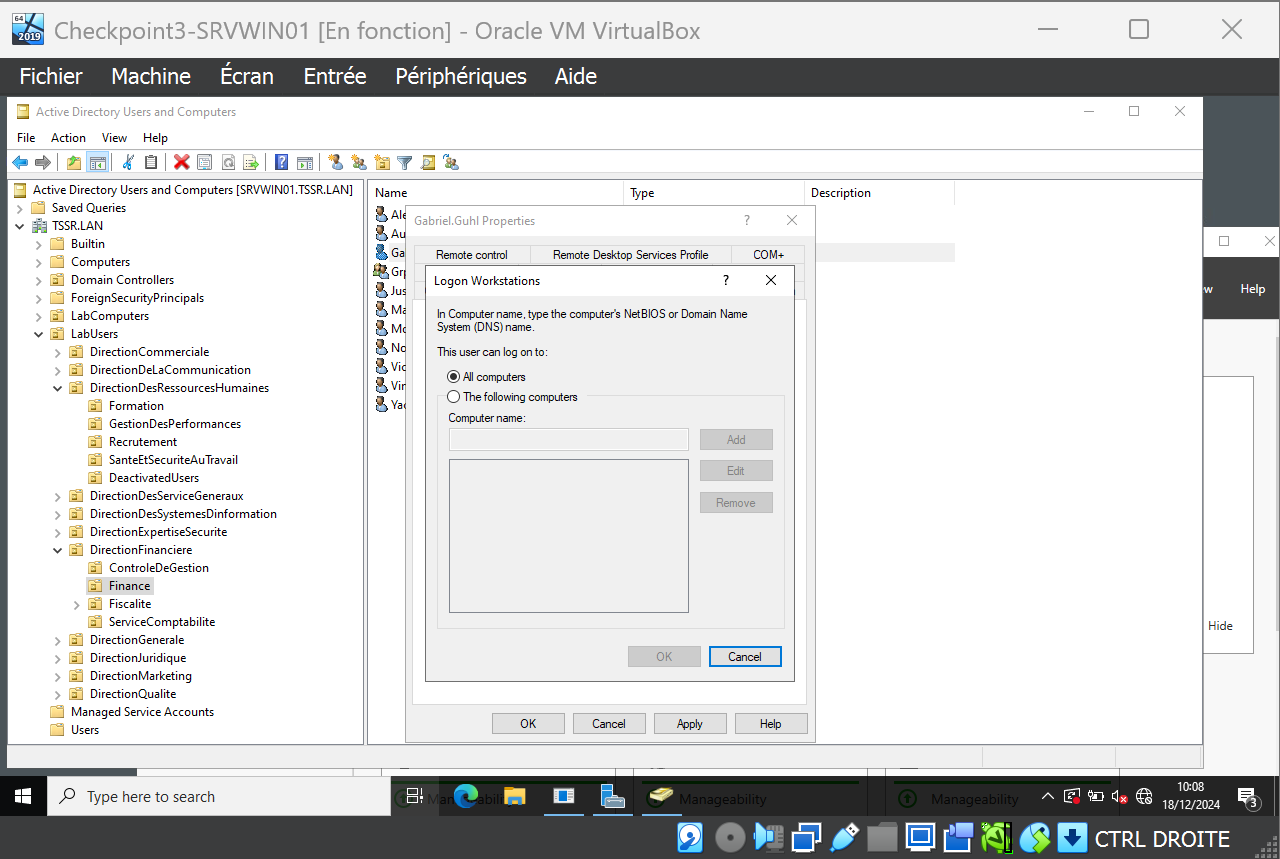 64
2019
Checkpoint3-SRVWIN01 [En fonction] - Oracle VM VirtualBox
Fichier Machine Écran Entrée Périphériques Aide
Active Directory Users and Computers
File Action View Help
Active Directory Users and Computers [SRVWIN01.TSSR.LAN]
Saved Queries
TSSR.LAN
Builtin
Computers
Domain Controllers
ForeignSecurityPrincipals
LabComputers
LabUsers
DirectionCommerciale
DirectionDeLaCommunication
DirectionDesRessourcesHumaines
Formation
GestionDesPerformances
Recrutement
SanteEtSecuriteAuTravail
DeactivatedUsers
DirectionDesServiceGeneraux
DirectionDesSystemesDinformation
DirectionExpertiseSecurite
DirectionFinanciere
ControleDeGestion
Finance
Fiscalite
ServiceComptabilite
DirectionGenerale
DirectionJuridique
DirectionMarketing
DirectionQualite
Managed Service Accounts
Users
Name Type Description
Ale
Au
Ga
Grp
Jus
Ma
Mo
No
Vic
Vir
Yac
Gabriel.Guhl Properties ?
Remote control Remote Desktop Services Profile COM+
Logon Workstations ?
In Computer name, type the computer's NetBIOS or Domain Name
System (DNS) name.
This user can log on to:
All computers
The following computers
Computer name:
Add
Edit
Remove
OK Cancel
OK Cancel Apply Help
w Help
Hide
Type here to search
Manageability
Manageability
Manageability
10:08
18/12/2024
3
CTRL DROITE